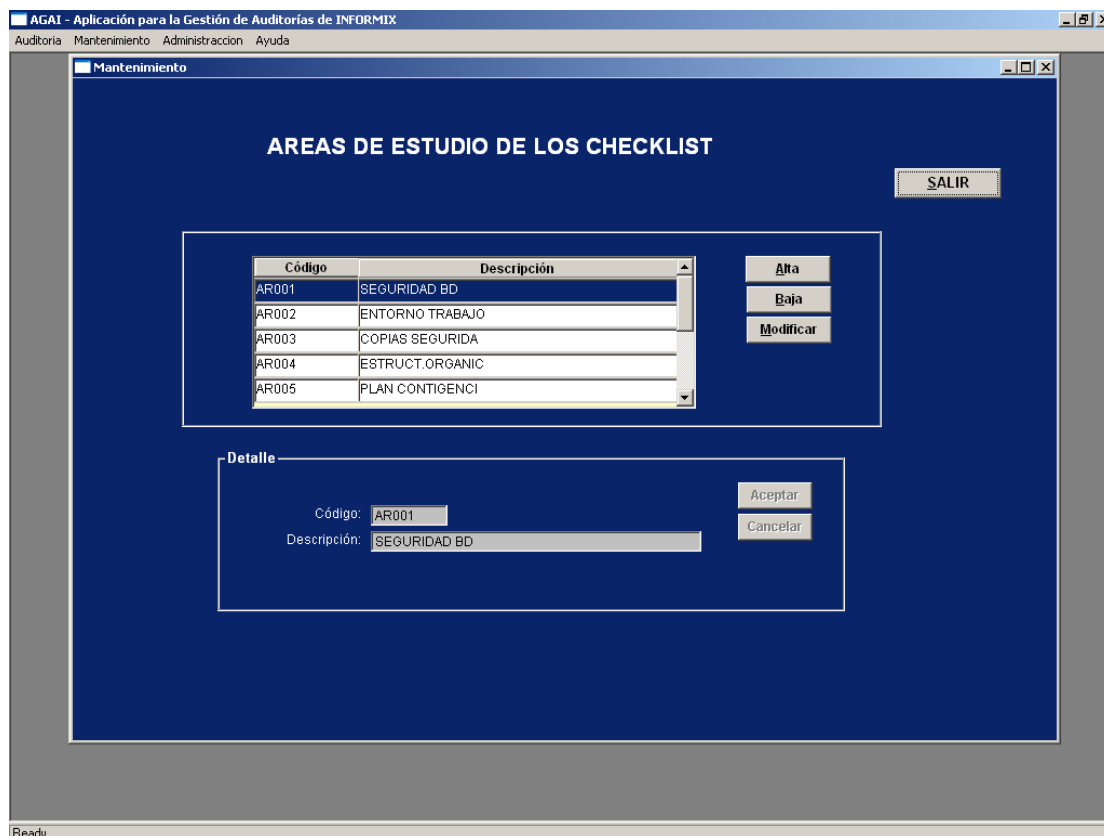 AGAI - Aplicación para la Gestión de Auditorías de INFORMIX
Auditoria Mantenimiento Administraccion Ayuda
Mantenimiento
AREAS DE ESTUDIO DE LOS CHECKLIST
SALIR
Código Descripción
AR001 SEGURIDAD BD
AR002 ENTORNO TRABAJO
AR003 COPIAS SEGURIDA
AR004 ESTRUCT.ORGANIC
AR005 PLAN CONTIGENCI
Alta
Baja
Modificar
Detalle
Código: AR001
Descripción: SEGURIDAD BD
Aceptar
Cancelar
Ready